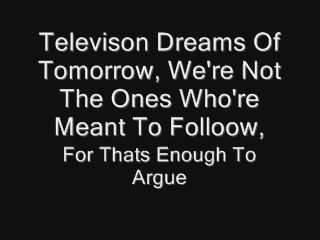 Televison Dreams Of
Tomorrow, We're Not
The Ones Who're
Meant To Folloow,
For Thats Enough To
Argue